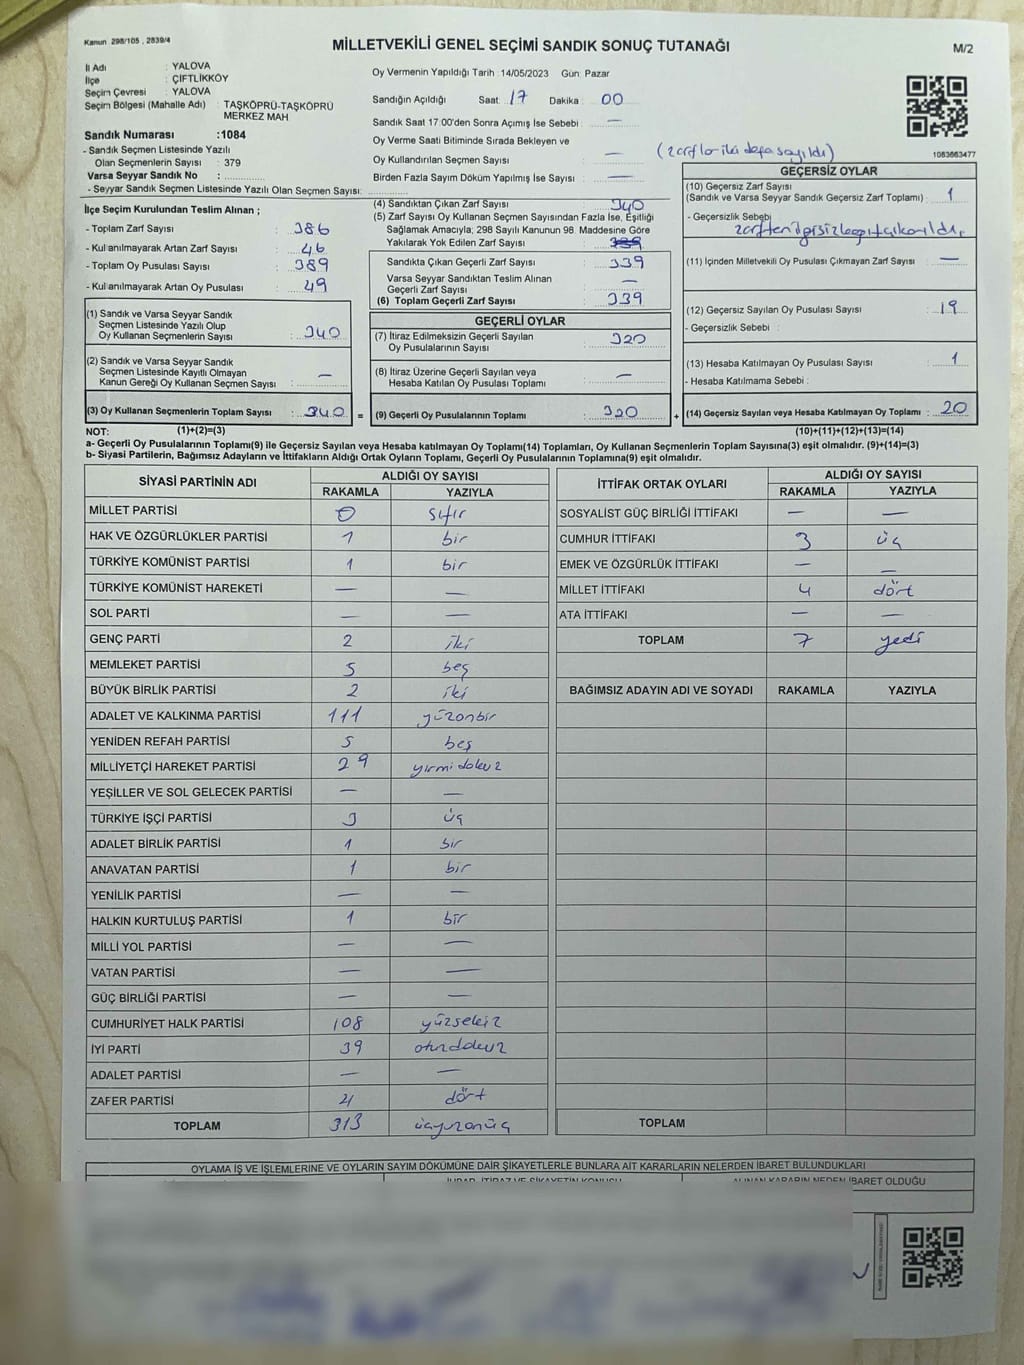 Kanun 298/105 , 2839/4
MİLLETVEKİLİ GENEL SEÇİMİ SANDIK SONUÇ TUTANAĞI
M/2
İl Adı : YALOVA
İlçe : ÇİFTLİKKÖY
Seçim Çevresi : YALOVA
Seçim Bölgesi (Mahalle Adı) : TAŞKÖPRÜ-TAŞKÖPRÜ MERKEZ MAH
Sandık Numarası :1084
- Sandık Seçmen Listesinde Yazılı
Olan Seçmenlerin Sayısı : 379
Varsa Seyyar Sandık No :
- Seyyar Sandık Seçmen Listesinde Yazılı Olan Seçmen Sayısı:
Oy Vermenin Yapıldığı Tarih :14/05/2023 Gün: Pazar
Sandığın Açıldığı Saat: 17 Dakika : 00
Sandık Saat 17:00'den Sonra Açımış İse Sebebi : —
Oy Verme Saati Bitiminde Sırada Bekleyen ve
Oy Kullandırılan Seçmen Sayısı : —
Birden Fazla Sayım Döküm Yapılmış İse Sayısı : —
(zarflar iki defa sayıldı)
1083663477
İlçe Seçim Kurulundan Teslim Alınan ;
- Toplam Zarf Sayısı : 386
- Kullanılmayarak Artan Zarf Sayısı : 46
- Toplam Oy Pusulası Sayısı : 389
- Kullanılmayarak Artan Oy Pusulası : 49
(1) Sandık ve Varsa Seyyar Sandık
Seçmen Listesinde Yazılı Olup
Oy Kullanan Seçmenlerin Sayısı : 340
(2) Sandık ve Varsa Seyyar Sandık
Seçmen Listesinde Kayıtlı Olmayan
Kanun Gereği Oy Kullanan Seçmen Sayısı : —
(3) Oy Kullanan Seçmenlerin Toplam Sayısı : 340 =
(4) Sandıktan Çıkan Zarf Sayısı : 340
(5) Zarf Sayısı Oy Kullanan Seçmen Sayısından Fazla İse, Eşitliği
Sağlamak Amacıyla; 298 Sayılı Kanunun 98. Maddesine Göre
Yakılarak Yok Edilen Zarf Sayısı :
Sandıkta Çıkan Geçerli Zarf Sayısı : 339
Varsa Seyyar Sandıktan Teslim Alınan
Geçerli Zarf Sayısı : —
(6) Toplam Geçerli Zarf Sayısı : 339
GEÇERLİ OYLAR
(7) İtiraz Edilmeksizin Geçerli Sayılan
Oy Pusulalarının Sayısı : 320
(8) İtiraz Üzerine Geçerli Sayılan veya
Hesaba Katılan Oy Pusulası Toplamı : —
(9) Geçerli Oy Pusulalarının Toplamı : 320 +
GEÇERSİZ OYLAR
(10) Geçersiz Zarf Sayısı
(Sandık ve Varsa Seyyar Sandık Geçersiz Zarf Toplamı) : 1
- Geçersizlik Sebebi :
zarften ilgisiz kağıt çıkarıldı.
(11) İçinden Milletvekili Oy Pusulası Çıkmayan Zarf Sayısı : —
(12) Geçersiz Sayılan Oy Pusulası Sayısı : 19
- Geçersizlik Sebebi :
(13) Hesaba Katılmayan Oy Pusulası Sayısı : 1
- Hesaba Katılmama Sebebi :
(14) Geçersiz Sayılan veya Hesaba Katılmayan Oy Toplamı : 20
NOT: (1)+(2)=(3) (10)+(11)+(12)+(13)=(14)
a- Geçerli Oy Pusulalarının Toplamı(9) ile Geçersiz Sayılan veya Hesaba katılmayan Oy Toplamı(14) Toplamları, Oy Kullanan Seçmenlerin Toplam Sayısına(3) eşit olmalıdır. (9)+(14)=(3)
b- Siyasi Partilerin, Bağımsız Adayların ve İttifakların Aldığı Ortak Oyların Toplamı, Geçerli Oy Pusulalarının Toplamına(9) eşit olmalıdır.
SİYASİ PARTİNİN ADI ALDIĞI OY SAYISI
RAKAMLA YAZIYLA
MİLLET PARTİSİ 0 sıfır
HAK VE ÖZGÜRLÜKLER PARTİSİ 1 bir
TÜRKİYE KOMÜNİST PARTİSİ 1 bir
TÜRKİYE KOMÜNİST HAREKETİ — —
SOL PARTİ — —
GENÇ PARTİ 2 iki
MEMLEKET PARTİSİ 5 beş
BÜYÜK BİRLİK PARTİSİ 2 iki
ADALET VE KALKINMA PARTİSİ 111 yüzonbir
YENİDEN REFAH PARTİSİ 5 beş
MİLLİYETÇİ HAREKET PARTİSİ 29 yirmidokuz
YEŞİLLER VE SOL GELECEK PARTİSİ — —
TÜRKİYE İŞÇİ PARTİSİ 3 üç
ADALET BİRLİK PARTİSİ 1 bir
ANAVATAN PARTİSİ 1 bir
YENİLİK PARTİSİ — —
HALKIN KURTULUŞ PARTİSİ 1 bir
MİLLİ YOL PARTİSİ — —
VATAN PARTİSİ — —
GÜÇ BİRLİĞİ PARTİSİ — —
CUMHURİYET HALK PARTİSİ 108 yüzsekiz
İYİ PARTİ 39 otuzdokuz
ADALET PARTİSİ — —
ZAFER PARTİSİ 4 dört
TOPLAM 313 üçyüzonüç
İTTİFAK ORTAK OYLARI ALDIĞI OY SAYISI
RAKAMLA YAZIYLA
SOSYALİST GÜÇ BİRLİĞİ İTTİFAKI — —
CUMHUR İTTİFAKI 3 üç
EMEK VE ÖZGÜRLÜK İTTİFAKI — —
MİLLET İTTİFAKI 4 dört
ATA İTTİFAKI — —
TOPLAM 7 yedi
BAĞIMSIZ ADAYIN ADI VE SOYADI RAKAMLA YAZIYLA
TOPLAM
OYLAMA İŞ VE İŞLEMLERINE VE OYLARIN SAYIM DÖKÜMÜNE DAİR ŞİKAYETLERLE BUNLARA AİT KARARLARIN NELERDEN İBARET BULUNDUKLARI
İHBAR, İTİRAZ VE ŞİKAYETİN KONUSU ALINAN KARARIN NEDEN İBARET OLDUĞU